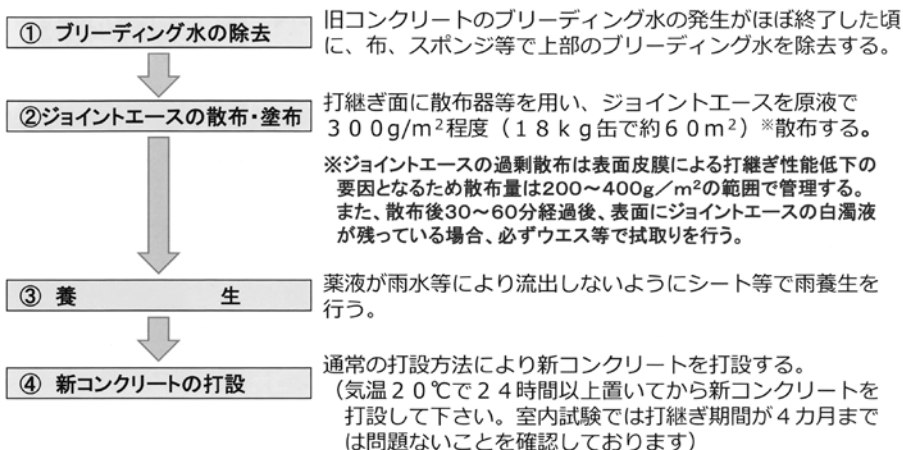 ① ブリーディング水の除去
旧コンクリートのブリーディング水の発生がほぼ終了した頃
に、布、スポンジ等で上部のブリーディング水を除去する。
②ジョイントエースの散布・塗布
打継ぎ面に散布器等を用い、ジョイントエースを原液で
３００g/m²程度（１８ｋｇ缶で約６０m²）※散布する。
※ジョイントエースの過剰散布は表面皮膜による打継ぎ性能低下の
要因となるため散布量は200～400g／m²の範囲で管理する。
また、散布後30～60分経過後、表面にジョイントエースの白濁液
が残っている場合、必ずウエス等で拭取りを行う。
③ 養　　　　　生
薬液が雨水等により流出しないようにシート等で雨養生を
行う。
④ 新コンクリートの打設
通常の打設方法により新コンクリートを打設する。
（気温２０℃で２４時間以上置いてから新コンクリートを
打設して下さい。室内試験では打継ぎ期間が４カ月まで
は問題ないことを確認しております）